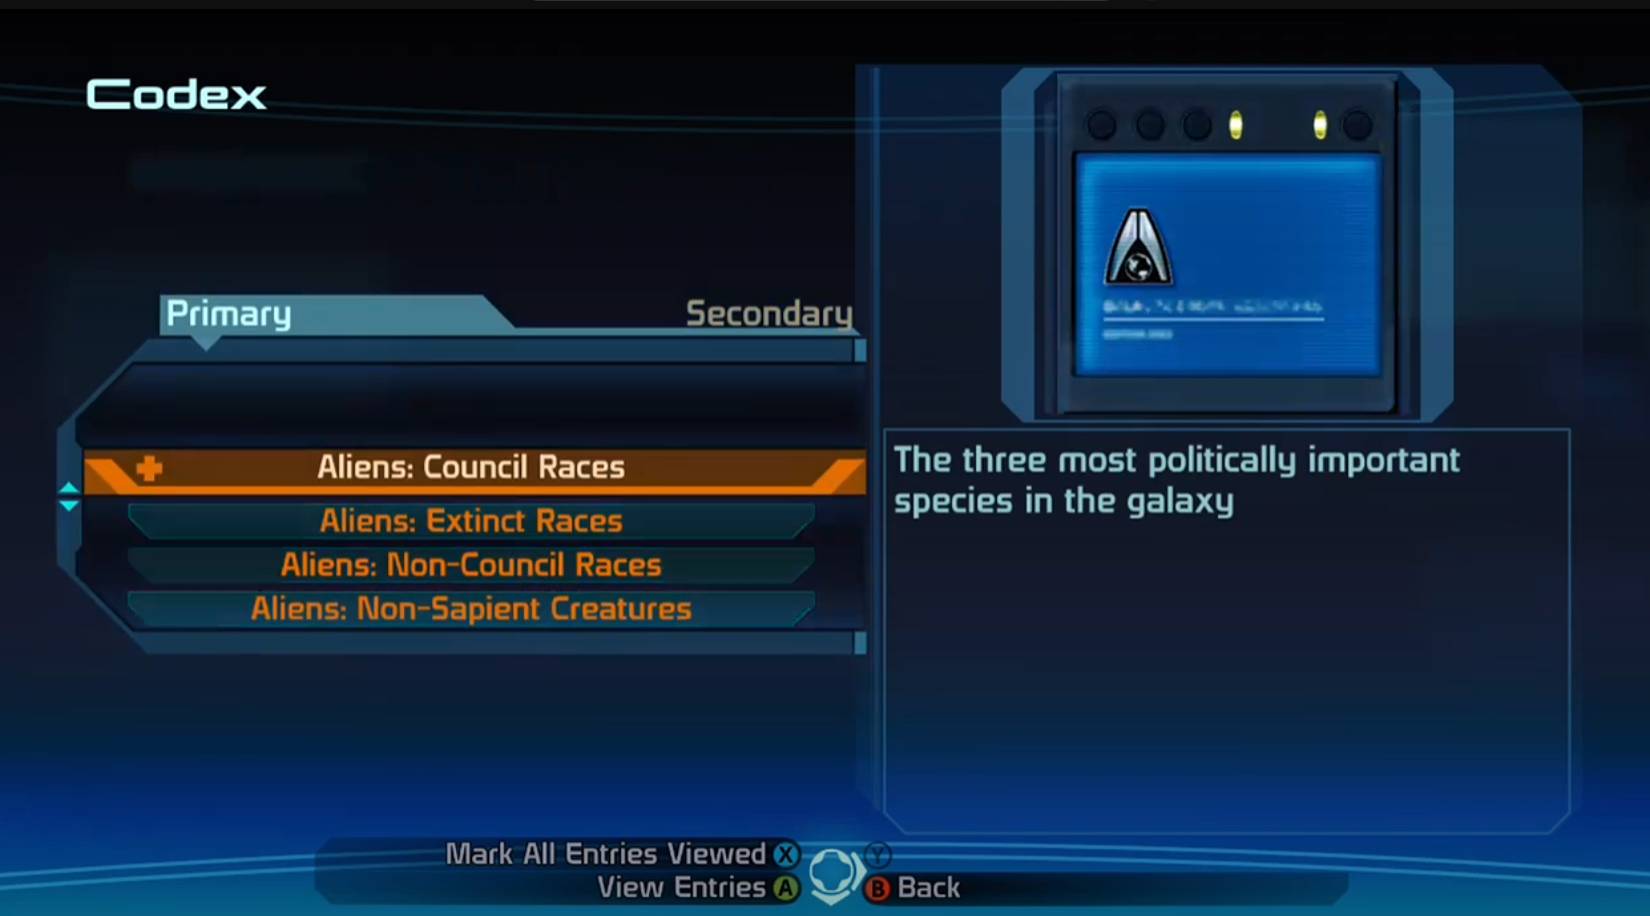 Codex
Primary
Secondary
Aliens: Council Races
Aliens: Extinct Races
Aliens: Non-Council Races
Aliens: Non-Sapient Creatures
The three most politically important
species in the galaxy
Mark All Entries Viewed X
Y
View Entries A
B Back